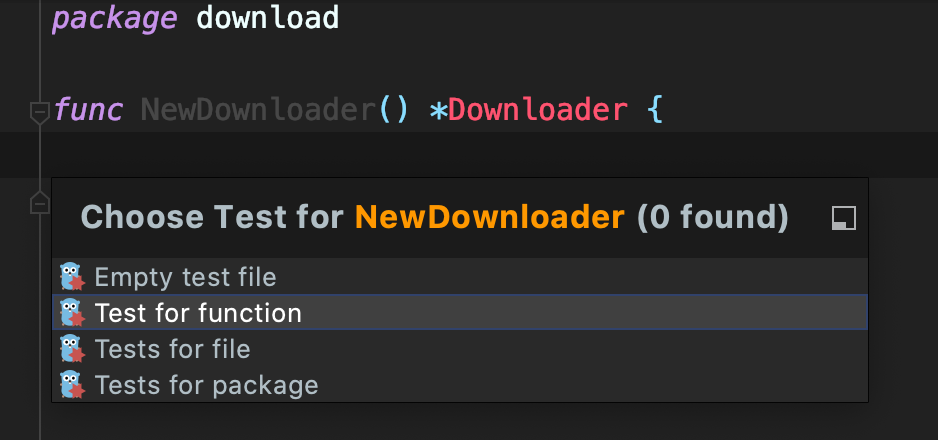 package download
func NewDownloader() *Downloader {
Choose Test for NewDownloader (0 found)
Empty test file
Test for function
Tests for file
Tests for package